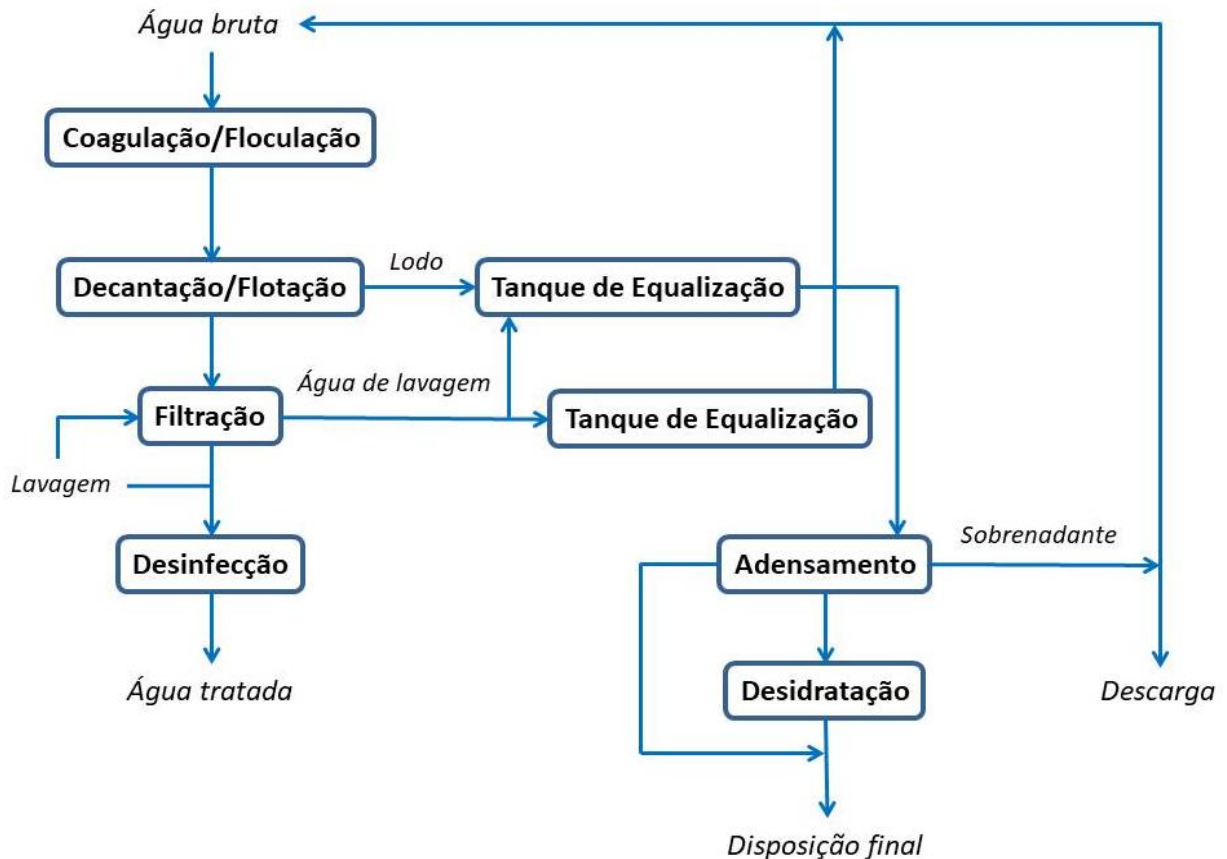 Água bruta
Coagulação/Floculação
Decantação/Flotação
Lodo
Tanque de Equalização
Filtração
Água de lavagem
Tanque de Equalização
Lavagem
Desinfecção
Adensamento
Sobrenadante
Água tratada
Desidratação
Descarga
Disposição final